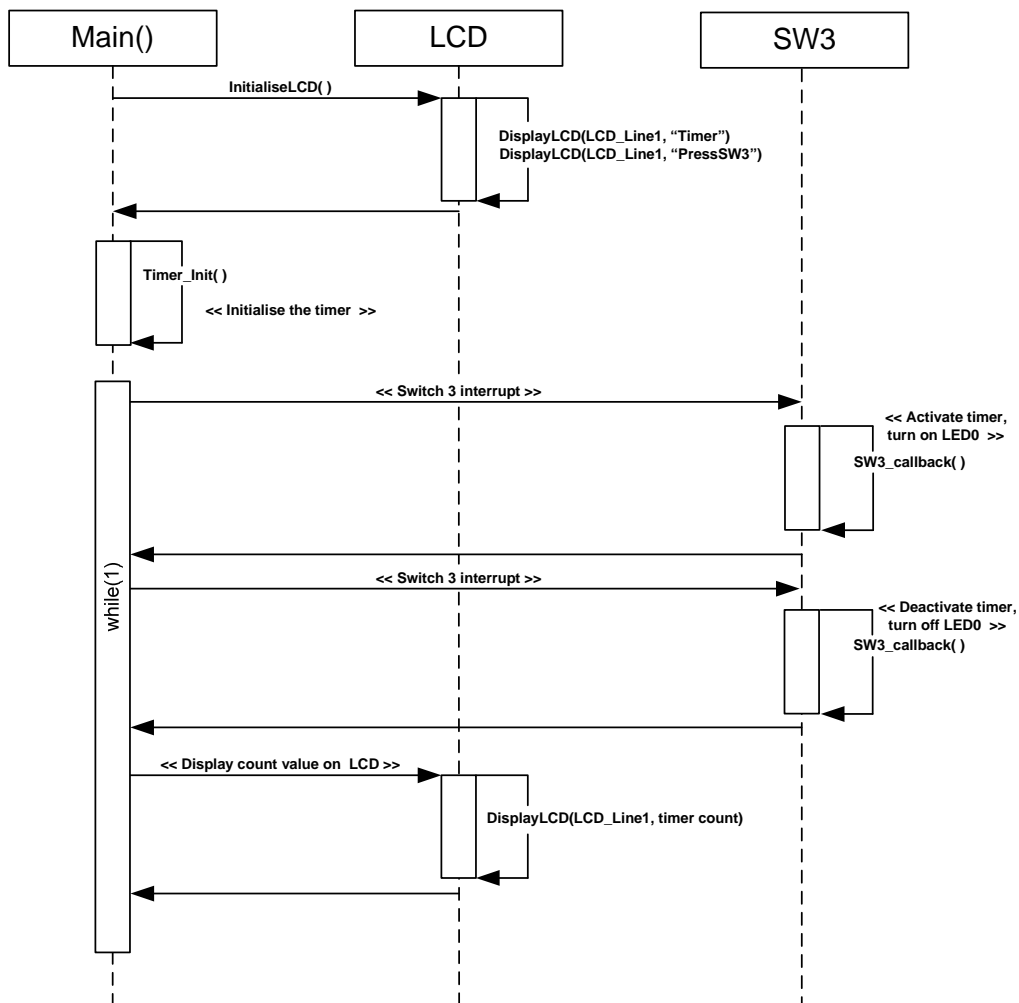 Main()
LCD
SW3
InitialiseLCD( )
DisplayLCD(LCD_Line1, “Timer”)
DisplayLCD(LCD_Line1, “PressSW3”)
Timer_Init( )
<< Initialise the timer >>
while(1)
<< Switch 3 interrupt >>
<< Activate timer,
turn on LED0 >>
SW3_callback( )
<< Switch 3 interrupt >>
<< Deactivate timer,
turn off LED0 >>
SW3_callback( )
<< Display count value on LCD >>
DisplayLCD(LCD_Line1, timer count)